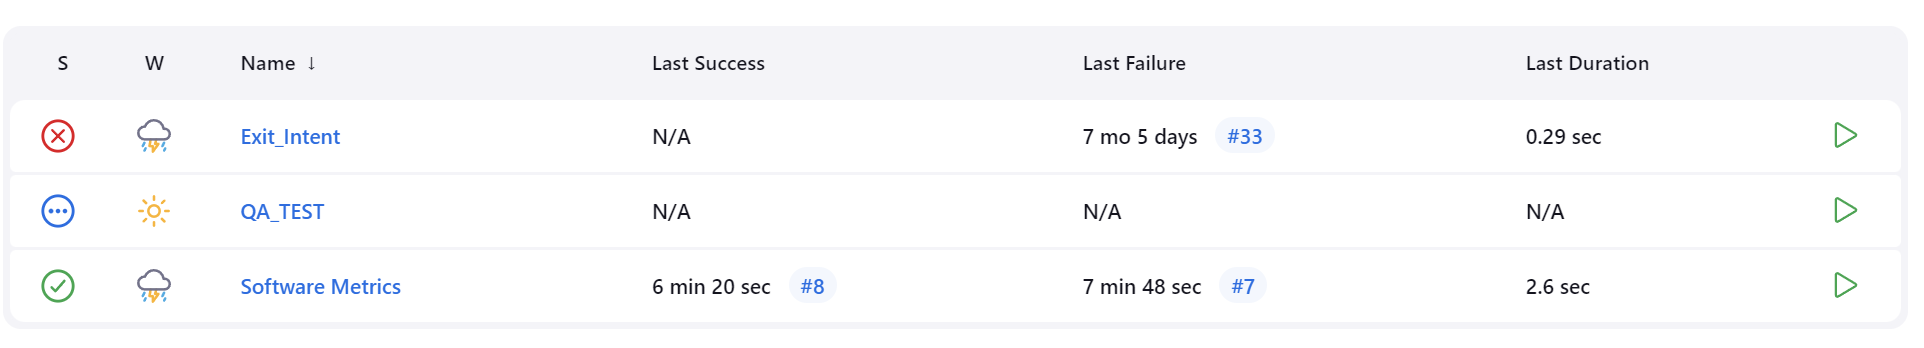 S W Name ↓ Last Success Last Failure Last Duration
Exit_Intent N/A 7 mo 5 days #33 0.29 sec
QA_TEST N/A N/A N/A
Software Metrics 6 min 20 sec #8 7 min 48 sec #7 2.6 sec